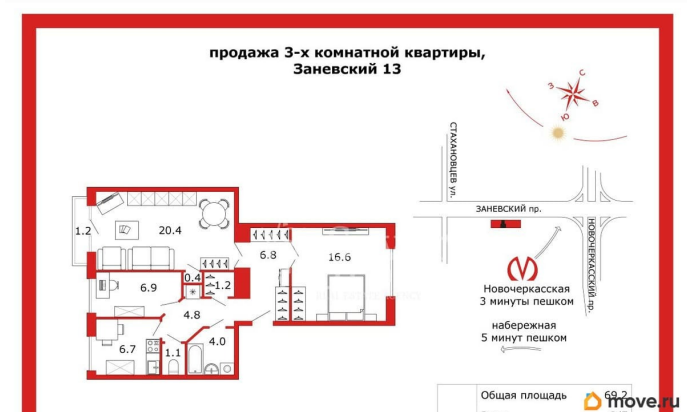 продажа 3-х комнатной квартиры,
Заневский 13
С
З
В
Ю
СТАХАНОВЦЕВ ул.
ЗАНЕВСКИЙ пр.
НОВОЧЕРКАССКИЙ пр.
1.2
20.4
6.8
16.6
0.4
1.2
6.9
4.8
6.7
1.1
4.0
Новочеркасская
3 минуты пешком
набережная
5 минут пешком
Общая площадь 69.2
move.ru